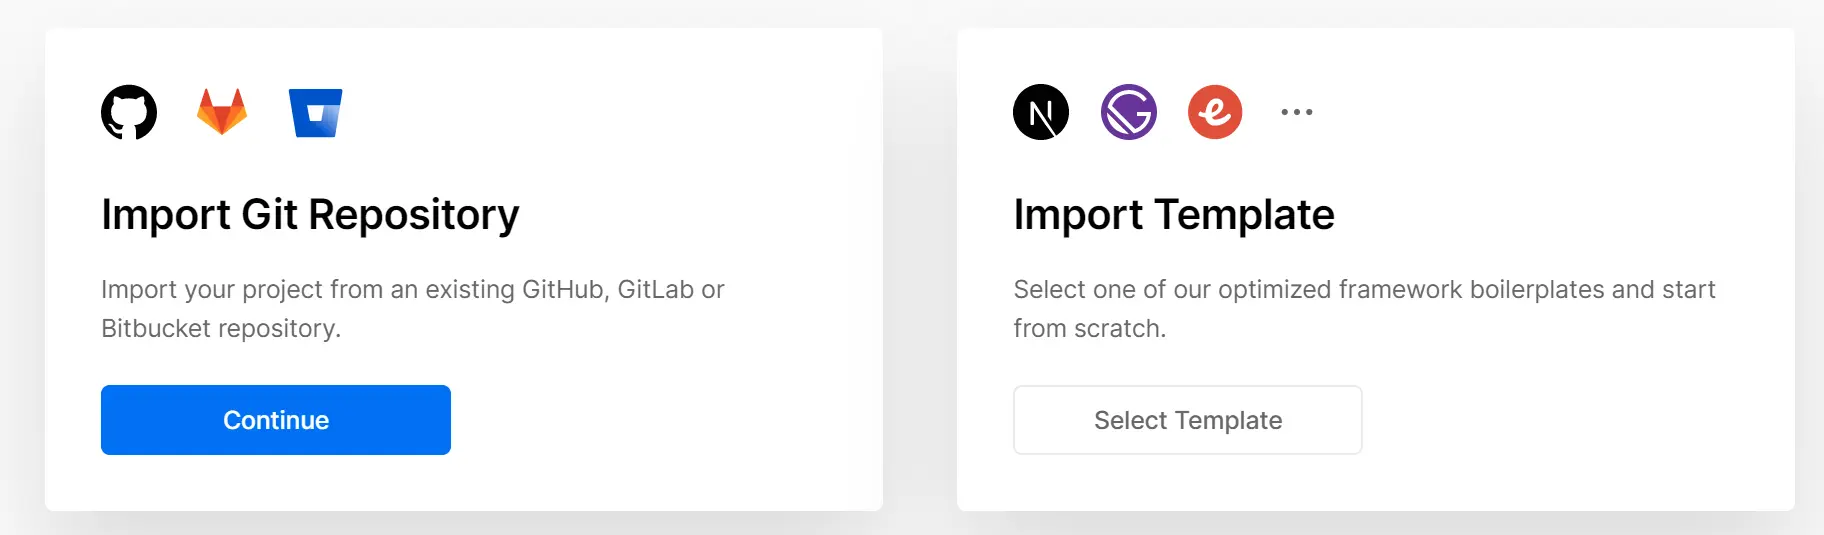 Import Git Repository
Import your project from an existing GitHub, GitLab or
Bitbucket repository.
Continue
Import Template
Select one of our optimized framework boilerplates and start
from scratch.
Select Template